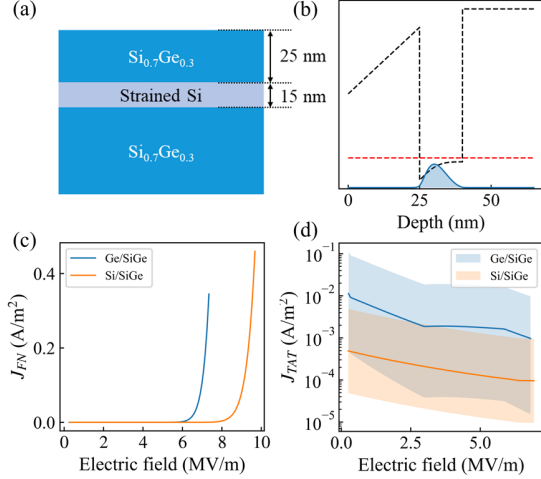 (a)
Si0.7Ge0.3
25 nm
Strained Si
15 nm
Si0.7Ge0.3
(b)
0
25
50
Depth (nm)
(c)
Ge/SiGe
Si/SiGe
0.4
0.2
0.0
JFN (A/m²)
0
2
4
6
8
10
Electric field (MV/m)
(d)
Ge/SiGe
Si/SiGe
10⁻¹
10⁻²
10⁻³
10⁻⁴
10⁻⁵
JTAT (A/m²)
0.0
2.5
5.0
Electric field (MV/m)